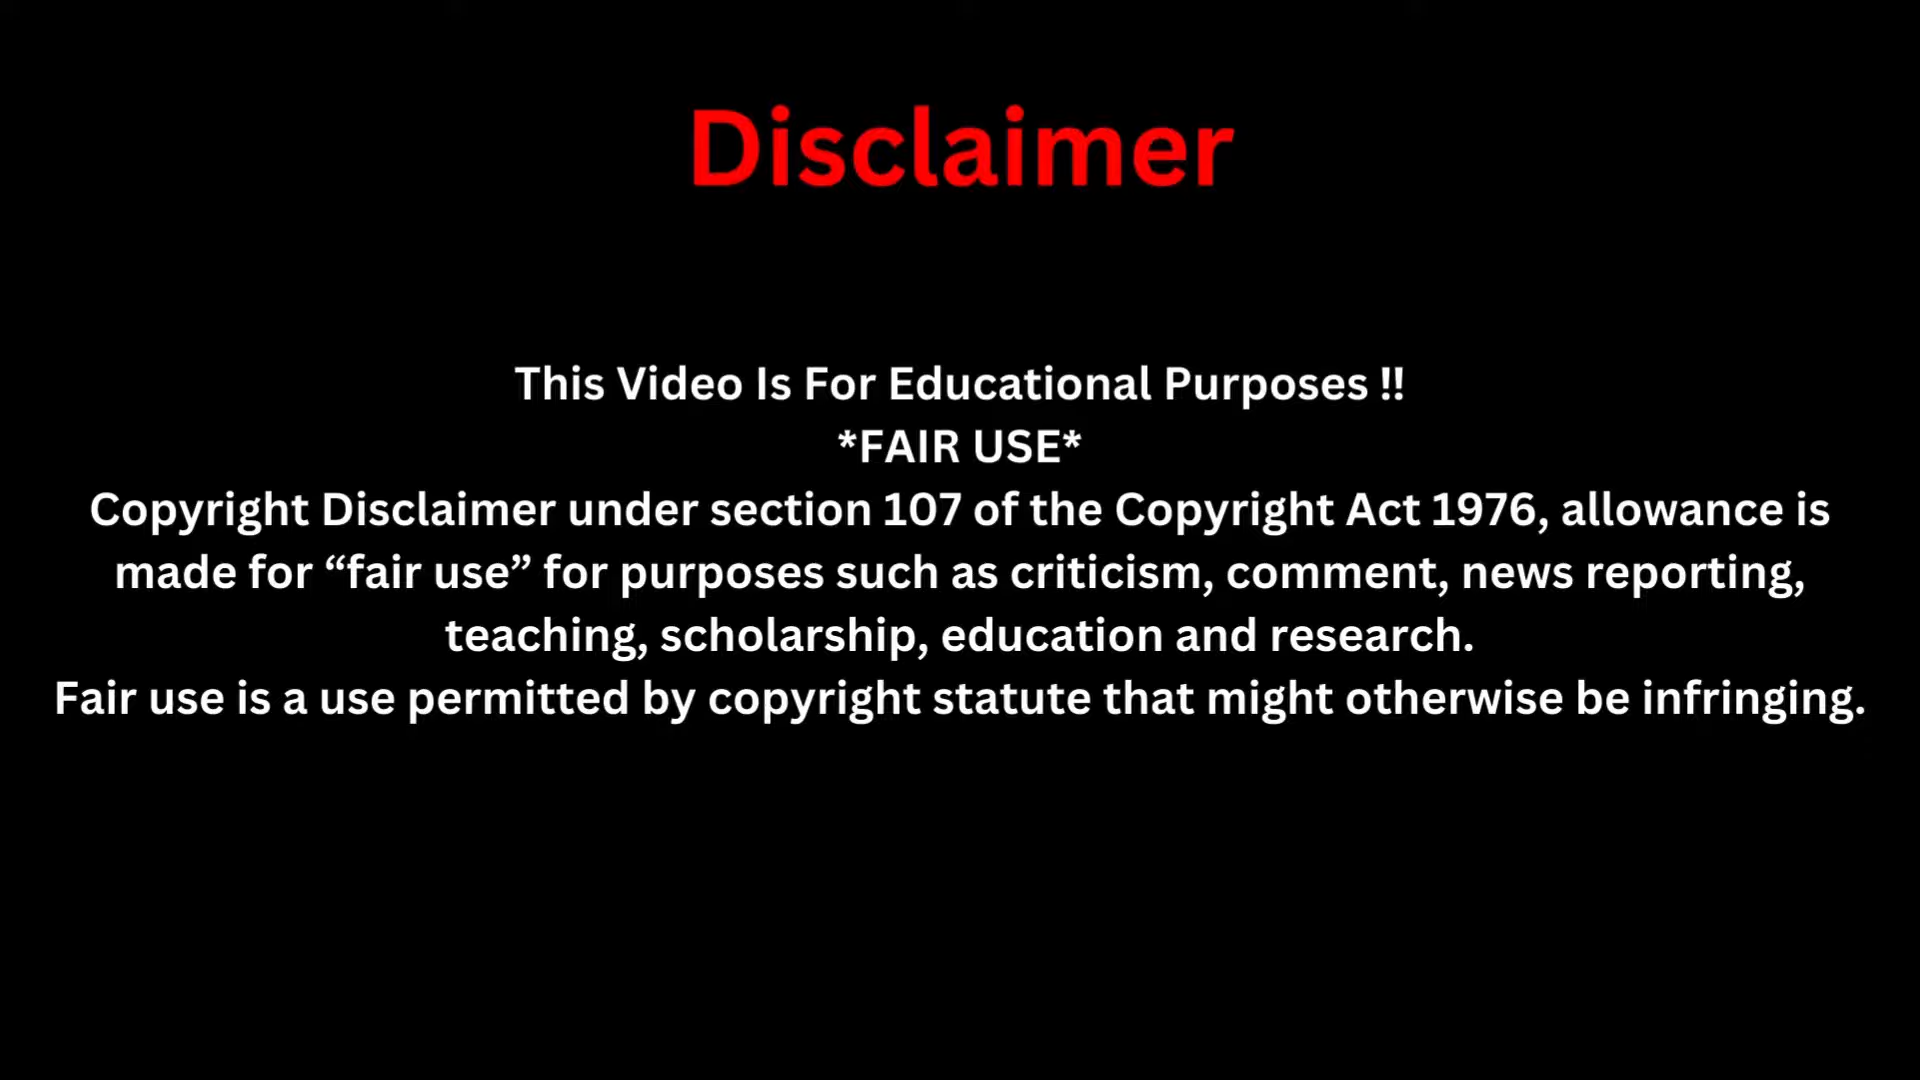 Disclaimer
This Video Is For Educational Purposes !!
*FAIR USE*
Copyright Disclaimer under section 107 of the Copyright Act 1976, allowance is
made for “fair use” for purposes such as criticism, comment, news reporting,
teaching, scholarship, education and research.
Fair use is a use permitted by copyright statute that might otherwise be infringing.